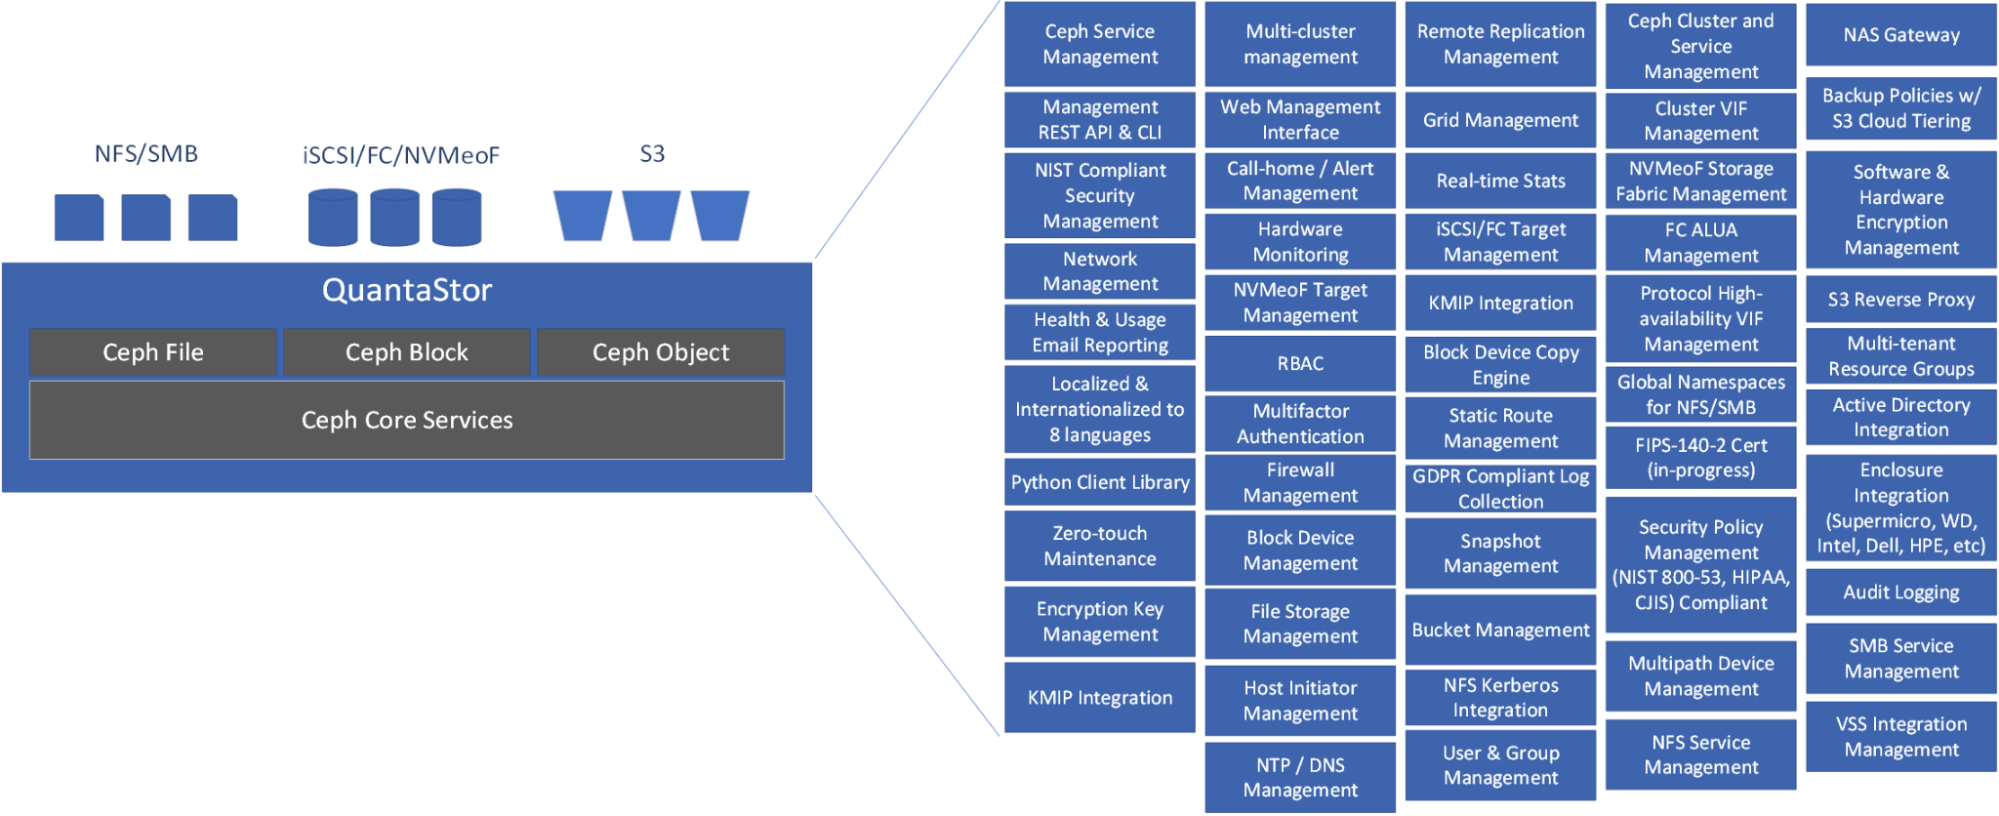 NFS/SMB
iSCSI/FC/NVMeoF
S3
QuantaStor
Ceph File
Ceph Block
Ceph Object
Ceph Core Services
Ceph Service
Management
Management
REST API & CLI
NIST Compliant
Security
Management
Network
Management
Health & Usage
Email Reporting
Localized &
Internationalized to
8 languages
Python Client Library
Zero-touch
Maintenance
Encryption Key
Management
KMIP Integration
Multi-cluster
management
Web Management
Interface
Call-home / Alert
Management
Hardware
Monitoring
NVMeoF Target
Management
RBAC
Multifactor
Authentication
Firewall
Management
Block Device
Management
File Storage
Management
Host Initiator
Management
NTP / DNS
Management
Remote Replication
Management
Grid Management
Real-time Stats
iSCSI/FC Target
Management
KMIP Integration
Block Device Copy
Engine
Static Route
Management
GDPR Compliant Log
Collection
Snapshot
Management
Bucket Management
NFS Kerberos
Integration
User & Group
Management
Ceph Cluster and
Service
Management
Cluster VIF
Management
NVMeoF Storage
Fabric Management
FC ALUA
Management
Protocol High-
availability VIF
Management
Global Namespaces
for NFS/SMB
FIPS-140-2 Cert
(in-progress)
Security Policy
Management
(NIST 800-53, HIPAA,
CJIS) Compliant
Multipath Device
Management
NFS Service
Management
NAS Gateway
Backup Policies w/
S3 Cloud Tiering
Software &
Hardware
Encryption
Management
S3 Reverse Proxy
Multi-tenant
Resource Groups
Active Directory
Integration
Enclosure
Integration
(Supermicro, WD,
Intel, Dell, HPE, etc)
Audit Logging
SMB Service
Management
VSS Integration
Management